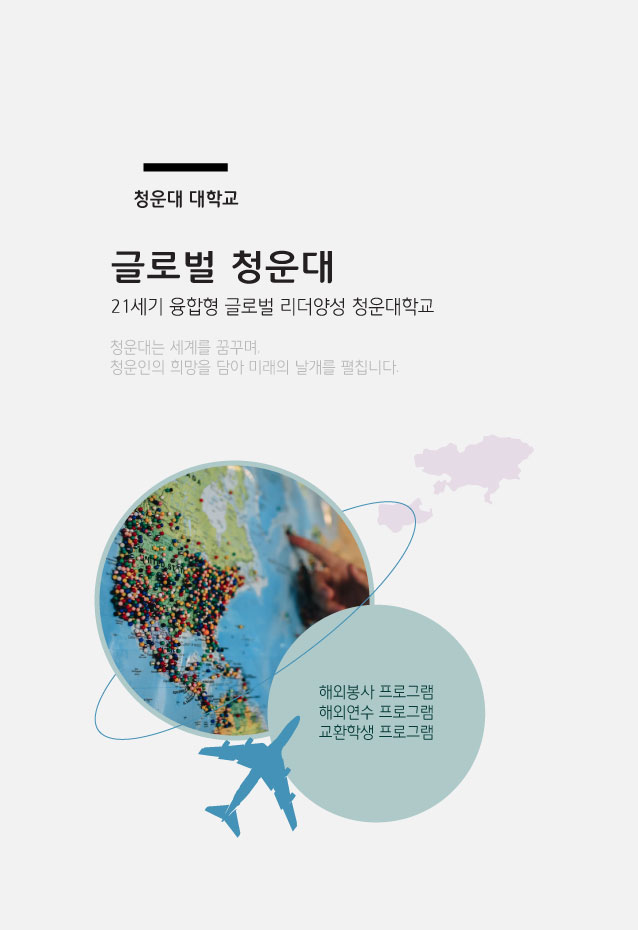 청운대 대학교
글로벌 청운대
21세기 융합형 글로벌 리더양성 청운대학교
청운대는 세계를 꿈꾸며,
청운인의 희망을 담아 미래의 날개를 펼칩니다.
해외봉사 프로그램
해외연수 프로그램
교환학생 프로그램